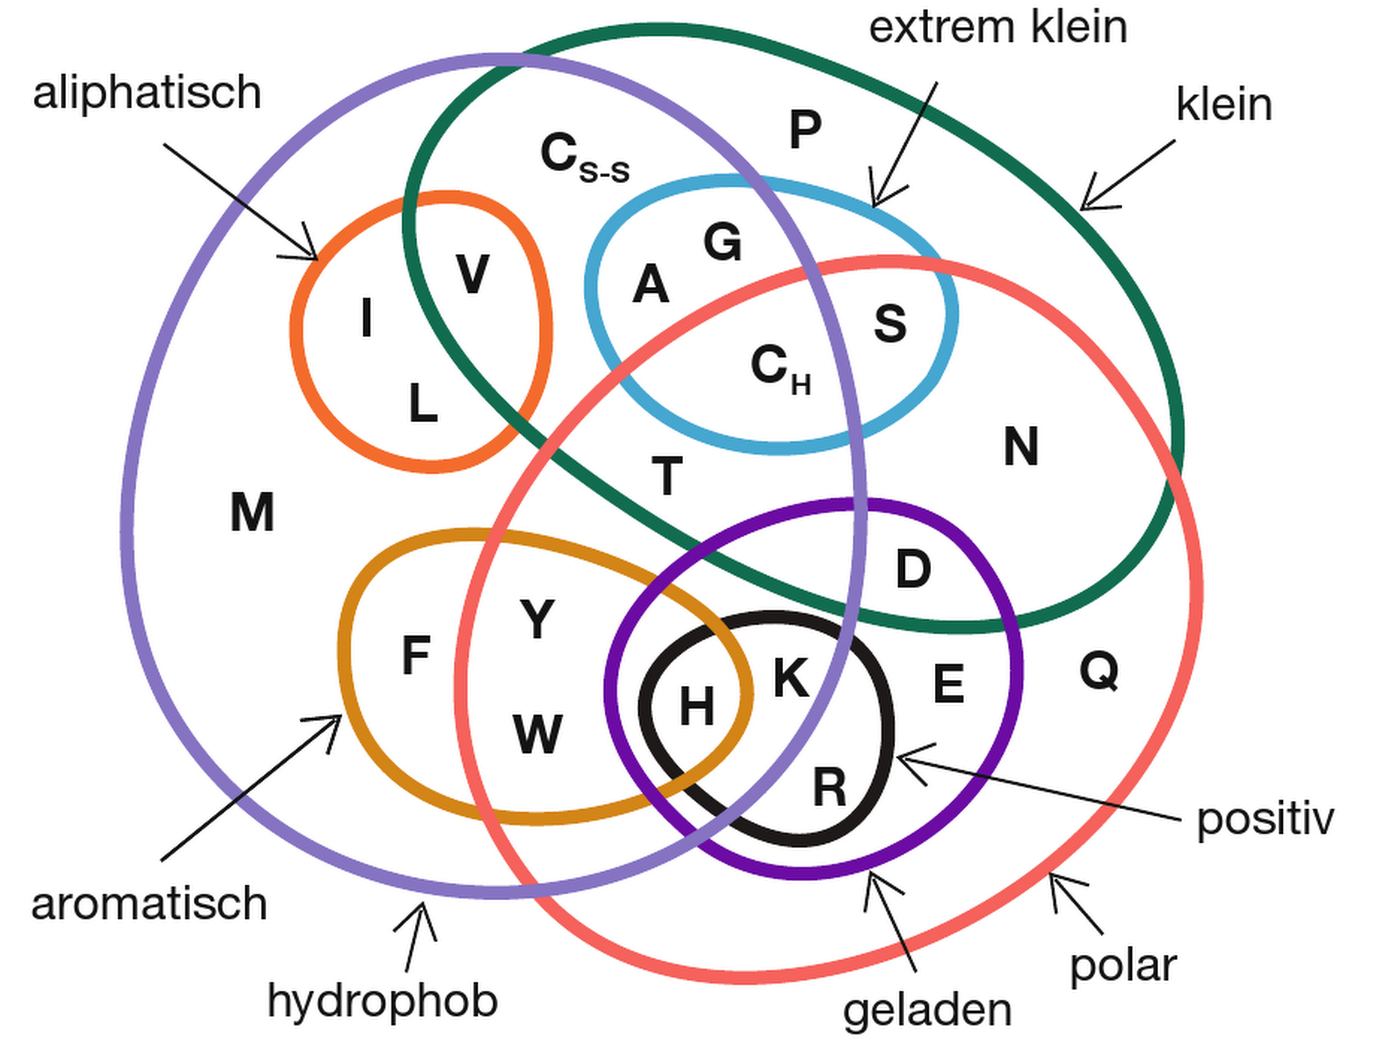 extrem klein
aliphatisch
klein
P
C S-S
G
V
A
I
S
C H
L
N
T
M
D
Y
F
Q
K
E
H
W
R
positiv
aromatisch
polar
hydrophob
geladen